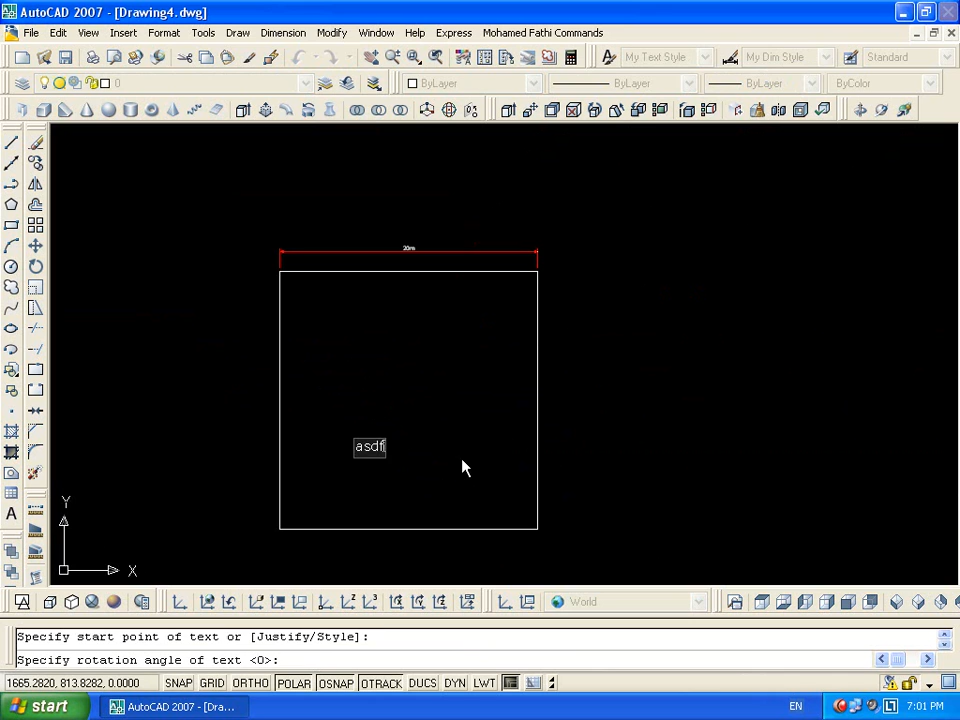 AutoCAD 2007 - [Drawing4.dwg]
File Edit View Insert Format Tools Draw Dimension Modify Window Help Express Mohamed Fathi Commands
My Text Style My Dim Style Standard
0 ByLayer ByLayer ByLayer ByColor
20m
asdf
A
Y
X
World
Specify start point of text or [Justify/Style]:
Specify rotation angle of text <0>:
1665.2820, 813.8282, 0.0000 SNAP GRID ORTHO POLAR OSNAP OTRACK DUCS DYN LWT
start AutoCAD 2007 - [Dra... EN 7:01 PM